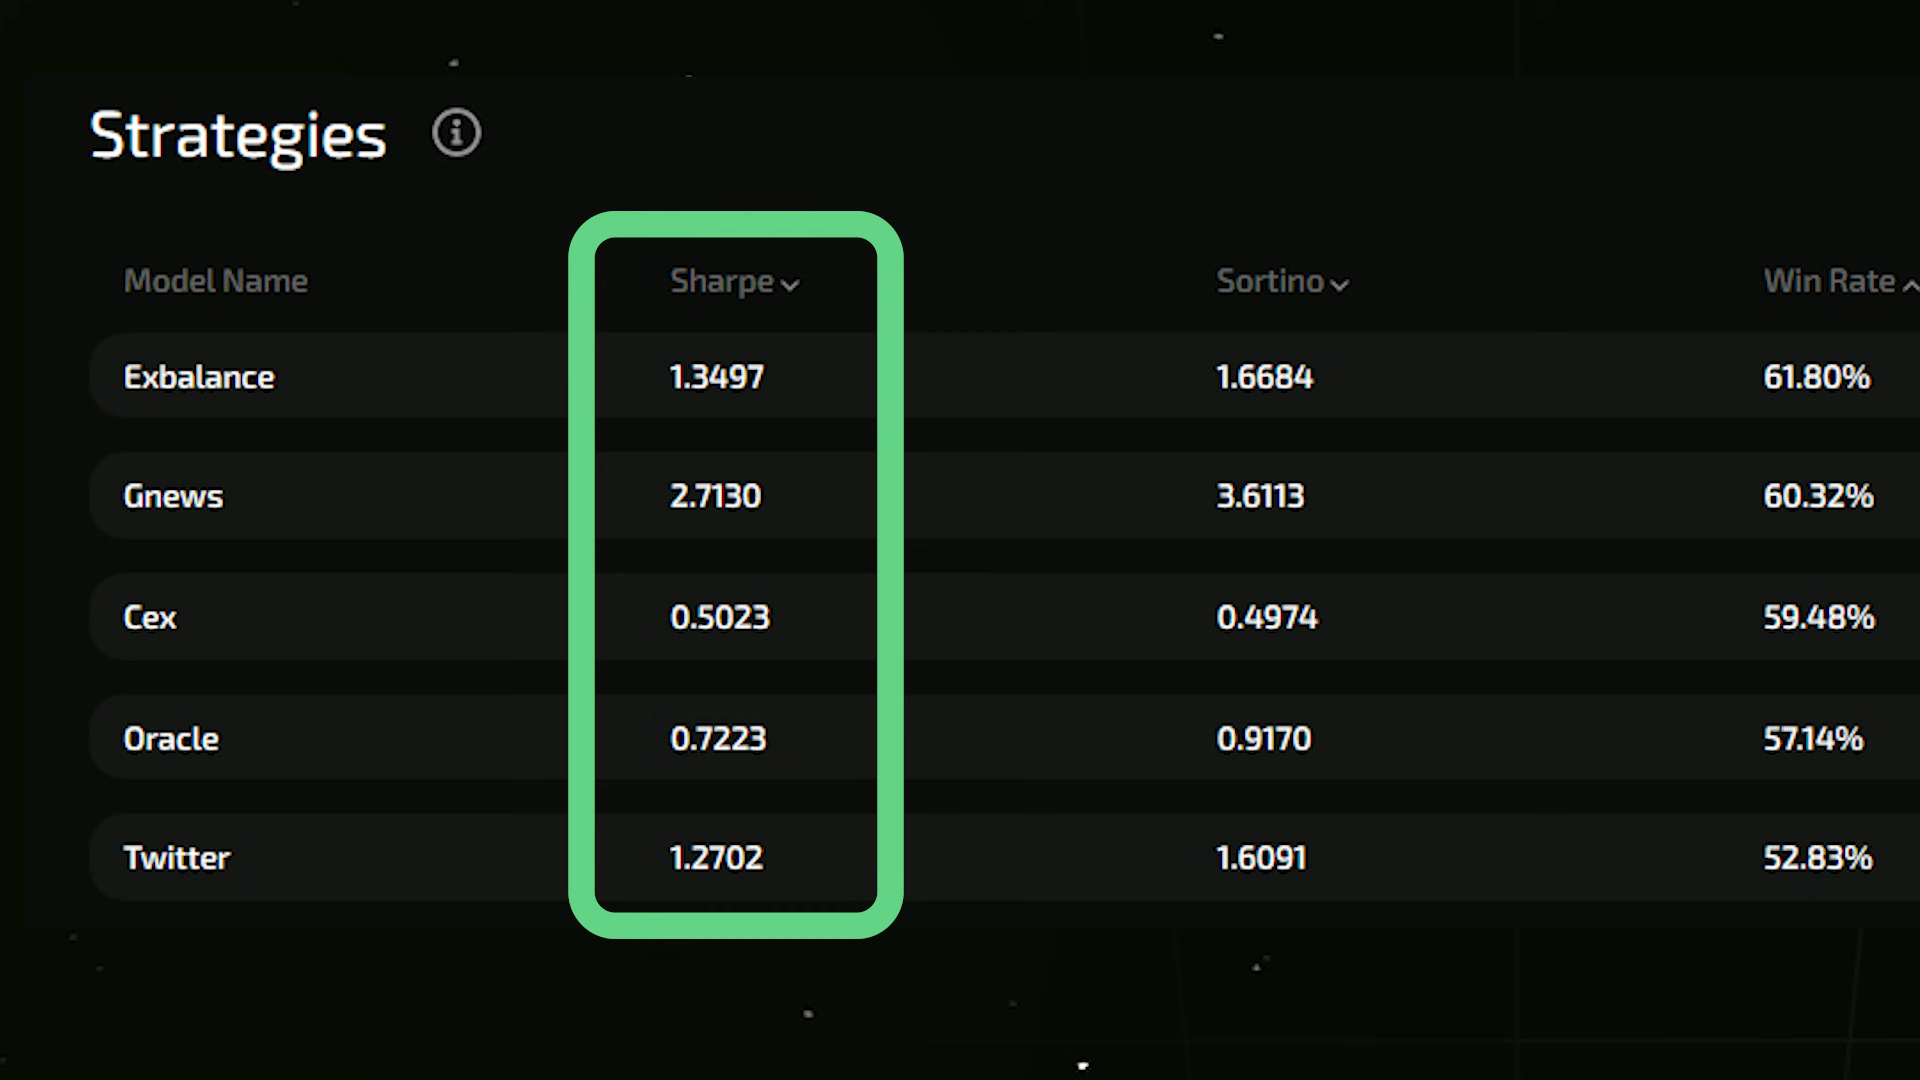 Strategies
Model Name Sharpe Sortino Win Rate
Exbalance 1.3497 1.6684 61.80%
Gnews 2.7130 3.6113 60.32%
Cex 0.5023 0.4974 59.48%
Oracle 0.7223 0.9170 57.14%
Twitter 1.2702 1.6091 52.83%